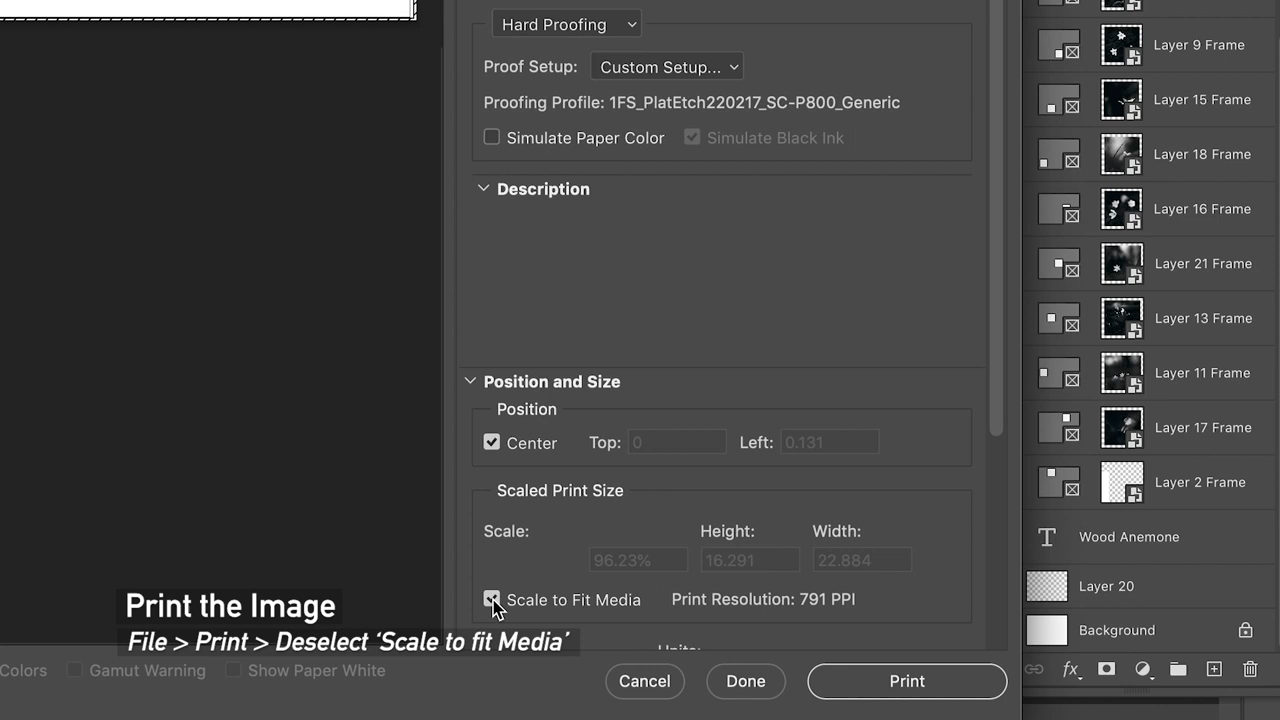 Hard Proofing
Proof Setup: Custom Setup...
Proofing Profile: 1FS_PlatEtch220217_SC-P800_Generic
Simulate Paper Color Simulate Black Ink
Description
Position and Size
Position
Center Top: 0 Left: 0.131
Scaled Print Size
Scale: Height: Width:
96.23% 16.291 22.884
Scale to Fit Media Print Resolution: 791 PPI
Print the Image
File > Print > Deselect ‘Scale to fit Media’
Colors Gamut Warning Show Paper White
Cancel Done Print
Layer 9 Frame
Layer 15 Frame
Layer 18 Frame
Layer 16 Frame
Layer 21 Frame
Layer 13 Frame
Layer 11 Frame
Layer 17 Frame
Layer 2 Frame
T Wood Anemone
Layer 20
Background
fx